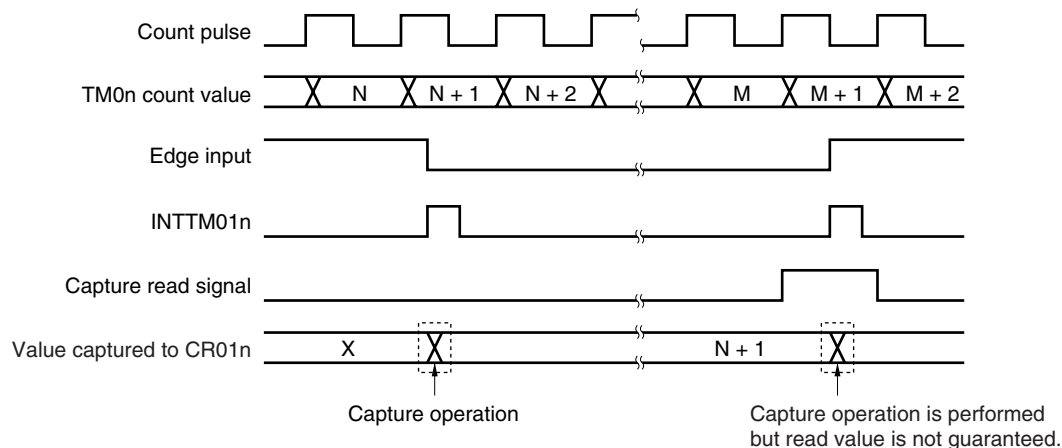 Count pulse
TM0n count value
N
N + 1
N + 2
M
M + 1
M + 2
Edge input
INTTM01n
Capture read signal
Value captured to CR01n
X
N + 1
Capture operation
Capture operation is performed
but read value is not guaranteed.